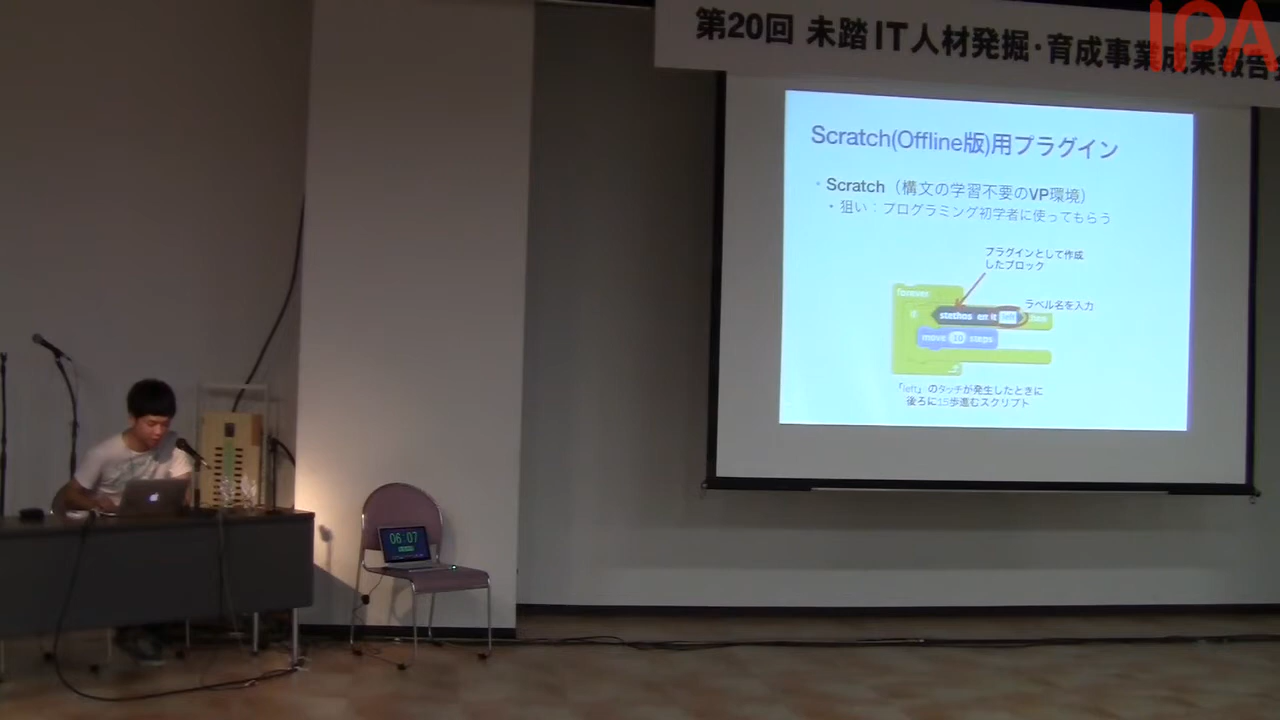 第20回 未踏IT人材発掘・育成事業成果報告会
IPA
Scratch(Offline版)用プラグイン
・Scratch（構文の学習不要のVP環境）
・狙い：プログラミング初学者に使ってもらう
プラグインとして作成
したブロック
ラベル名を入力
forever
if stethos en it left then
move 10 steps
「left」のタッチが発生したときに
後ろに15歩進むスクリプト
06:07